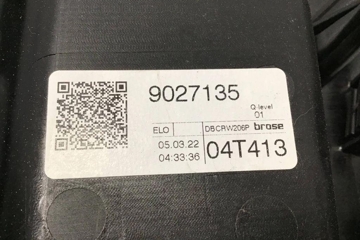 9027135
Q-level
01
ELO DBCRW206P brose
05.03.22
04:33:36
04T413